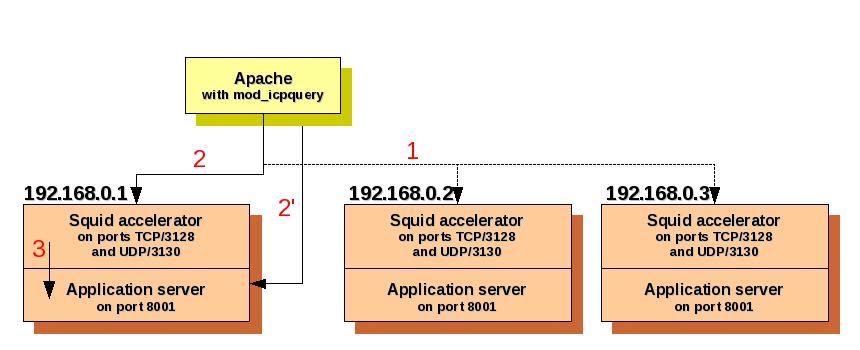 Apache
with mod_icpquery
1
2
192.168.0.1
192.168.0.2
192.168.0.3
2'
Squid accelerator
on ports TCP/3128
and UDP/3130
Squid accelerator
on ports TCP/3128
and UDP/3130
Squid accelerator
on ports TCP/3128
and UDP/3130
3
Application server
on port 8001
Application server
on port 8001
Application server
on port 8001